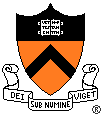 DEI SUB NUMINE VIGET
®